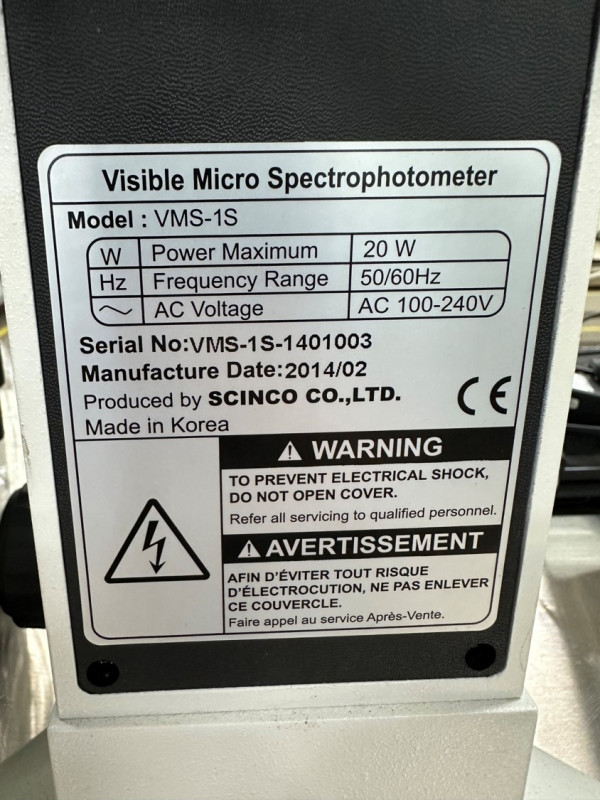 Visible Micro Spectrophotometer
Model : VMS-1S
W Power Maximum 20 W
Hz Frequency Range 50/60Hz
~ AC Voltage AC 100-240V
Serial No:VMS-1S-1401003
Manufacture Date:2014/02
Produced by SCINCO CO.,LTD.
CE
Made in Korea
WARNING
TO PREVENT ELECTRICAL SHOCK,
DO NOT OPEN COVER.
Refer all servicing to qualified personnel.
AVERTISSEMENT
AFIN D'ÉVITER TOUT RISQUE
D'ÉLECTROCUTION, NE PAS ENLEVER
CE COUVERCLE.
Faire appel au service Après-Vente.